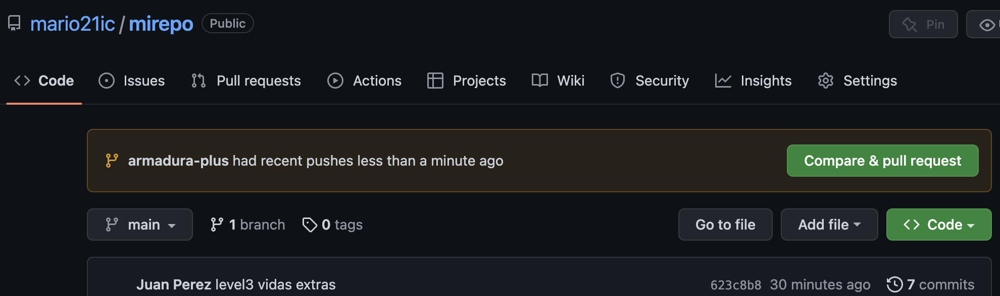 mario21ic / mirepo Public Pin
Code Issues Pull requests Actions Projects Wiki Security Insights Settings
armadura-plus had recent pushes less than a minute ago Compare & pull request
main 1 branch 0 tags Go to file Add file Code
Juan Perez level3 vidas extras 623c8b8 30 minutes ago 7 commits